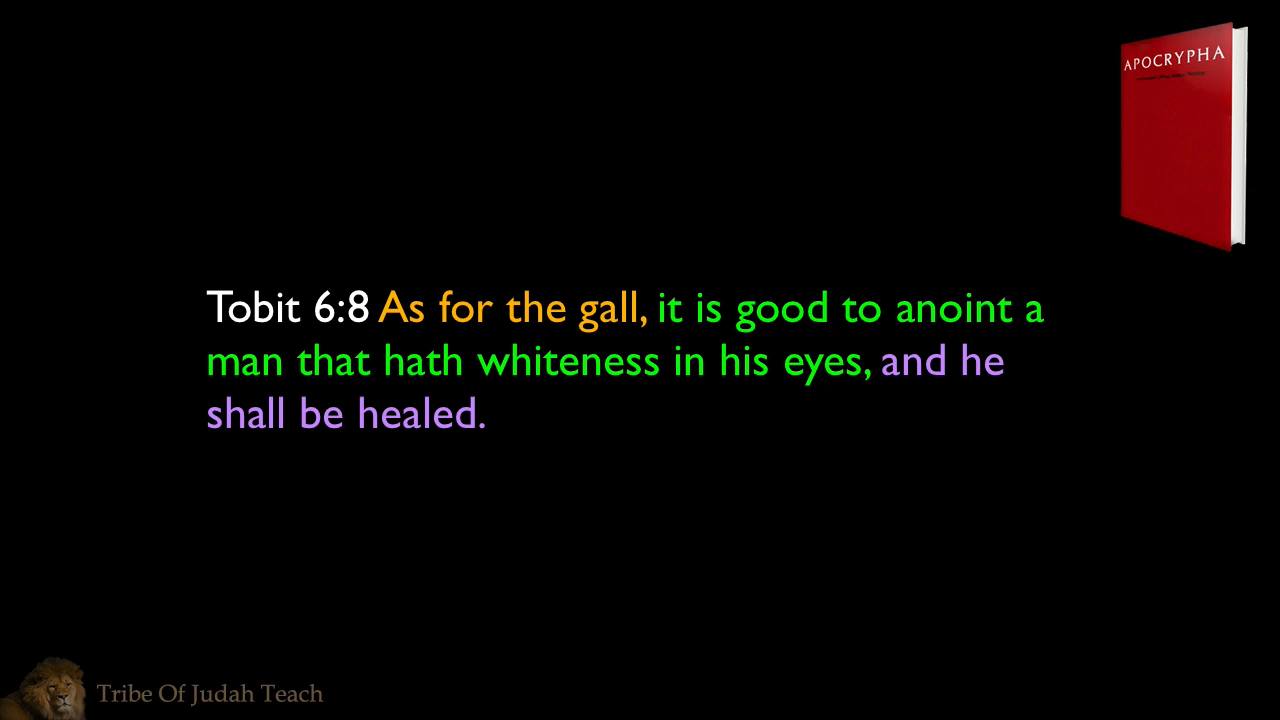 APOCRYPHA
Tobit 6:8 As for the gall, it is good to anoint a
man that hath whiteness in his eyes, and he
shall be healed.
Tribe Of Judah Teach